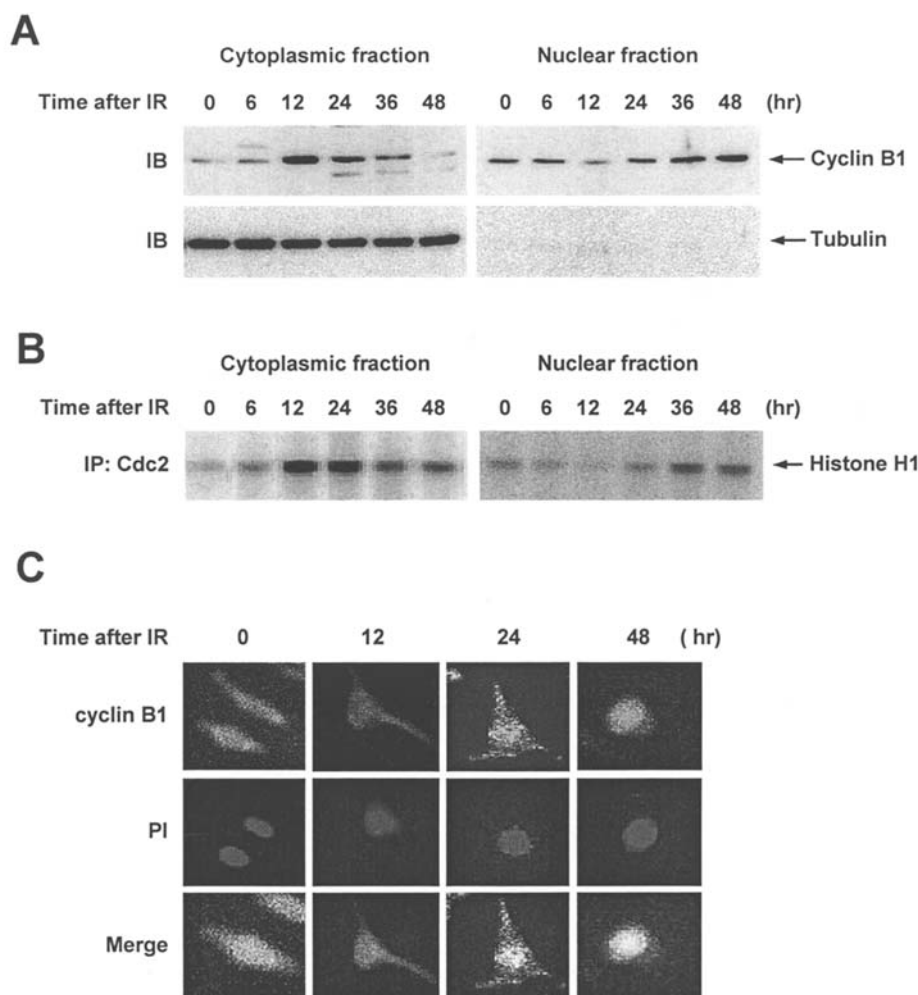 A
Cytoplasmic fraction Nuclear fraction
Time after IR 0 6 12 24 36 48 0 6 12 24 36 48 (hr)
IB Cyclin B1
IB Tubulin
B
Cytoplasmic fraction Nuclear fraction
Time after IR 0 6 12 24 36 48 0 6 12 24 36 48 (hr)
IP: Cdc2 Histone H1
C
Time after IR 0 12 24 48 ( hr)
cyclin B1
PI
Merge